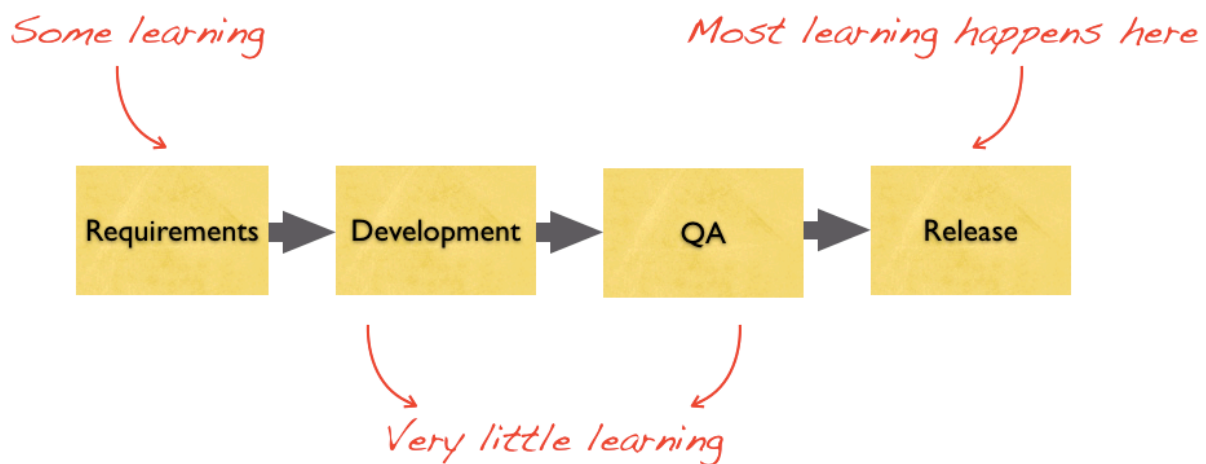 Some learning
Most learning happens here
Requirements
Development
QA
Release
Very little learning